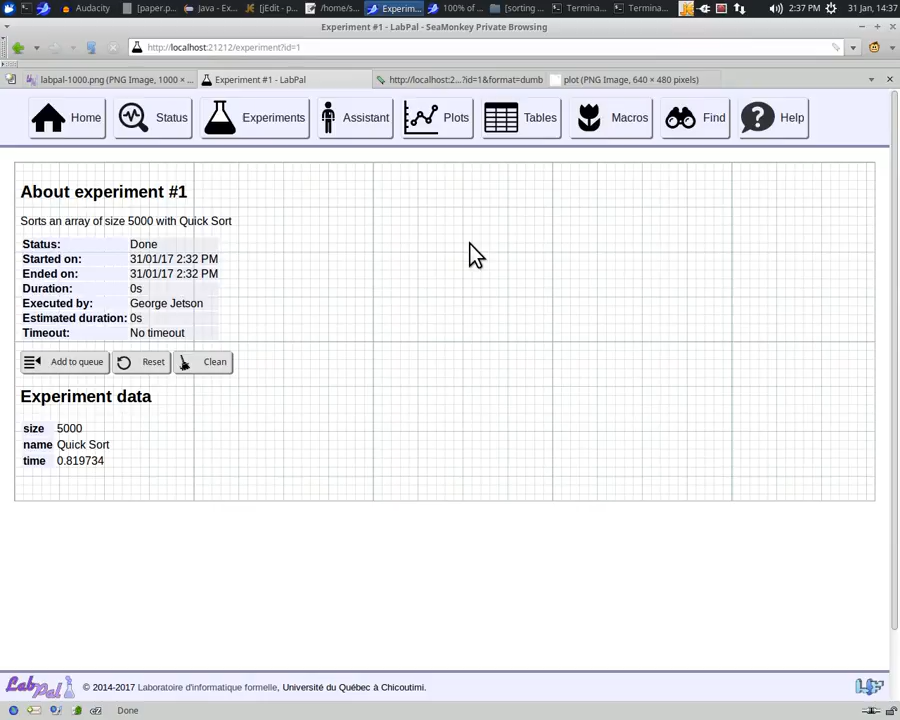 Audacity
[paper.p...
Java - Ex...
[jEdit - p...
/home/s...
Experim...
100% of ...
[sorting ...
Termina...
Termina...
2:37 PM
31 Jan, 14:37
Experiment #1 - LabPal - SeaMonkey Private Browsing
http://localhost:21212/experiment?id=1
labpal-1000.png (PNG Image, 1000 × ...
Experiment #1 - LabPal
http://localhost:2...?id=1&format=dumb
plot (PNG Image, 640 × 480 pixels)
Home
Status
Experiments
Assistant
Plots
Tables
Macros
Find
Help
About experiment #1
Sorts an array of size 5000 with Quick Sort
Status: Done
Started on: 31/01/17 2:32 PM
Ended on: 31/01/17 2:32 PM
Duration: 0s
Executed by: George Jetson
Estimated duration: 0s
Timeout: No timeout
Add to queue
Reset
Clean
Experiment data
size 5000
name Quick Sort
time 0.819734
LabPal
© 2014-2017 Laboratoire d'informatique formelle, Université du Québec à Chicoutimi.
Done